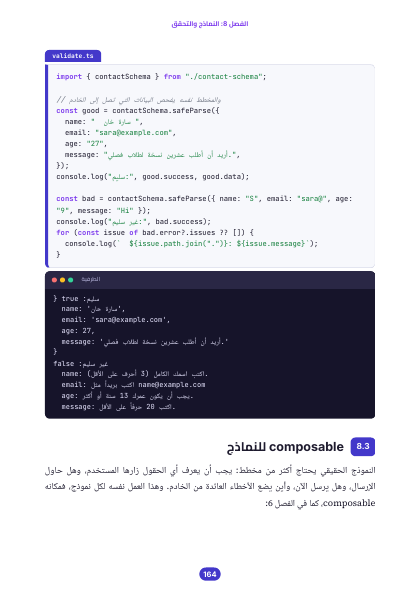 الفصل 8: النماذج والتحقق
validate.ts
import { contactSchema } from "./contact-schema";
// والمخطط نفسه يفحص البيانات التي تصل إلى الخادم
const good = contactSchema.safeParse({
name: "  سارة خان  ",
email: "sara@example.com",
age: "27",
message: "أريد أن أطلب عشرين نسخة لطلاب فصلي.",
});
console.log("سليم:", good.success, good.data);
const bad = contactSchema.safeParse({ name: "S", email: "sara@", age:
"9", message: "Hi" });
console.log("غير سليم:", bad.success);
for (const issue of bad.error?.issues ?? []) {
console.log(`  ${issue.path.join(".")}: ${issue.message}`);
}
الطرفية
سليم: true {
name: 'سارة خان',
email: 'sara@example.com',
age: 27,
message: 'أريد أن أطلب عشرين نسخة لطلاب فصلي.'
}
غير سليم: false
name: اكتب اسمك الكامل (3 أحرف على الأقل).
email: اكتب بريداً مثل name@example.com
age: يجب أن يكون عمرك 13 سنة أو أكثر.
message: اكتب 20 حرفاً على الأقل.
8.3 composable للنماذج
النموذج الحقيقي يحتاج أكثر من مخطط: يجب أن يعرف أي الحقول زارها المستخدم، وهل حاول
الإرسال، وهل يرسل الآن، وأين يضع الأخطاء العائدة من الخادم. وهذا العمل نفسه لكل نموذج، فمكانه
composable، كما في الفصل 6:
164